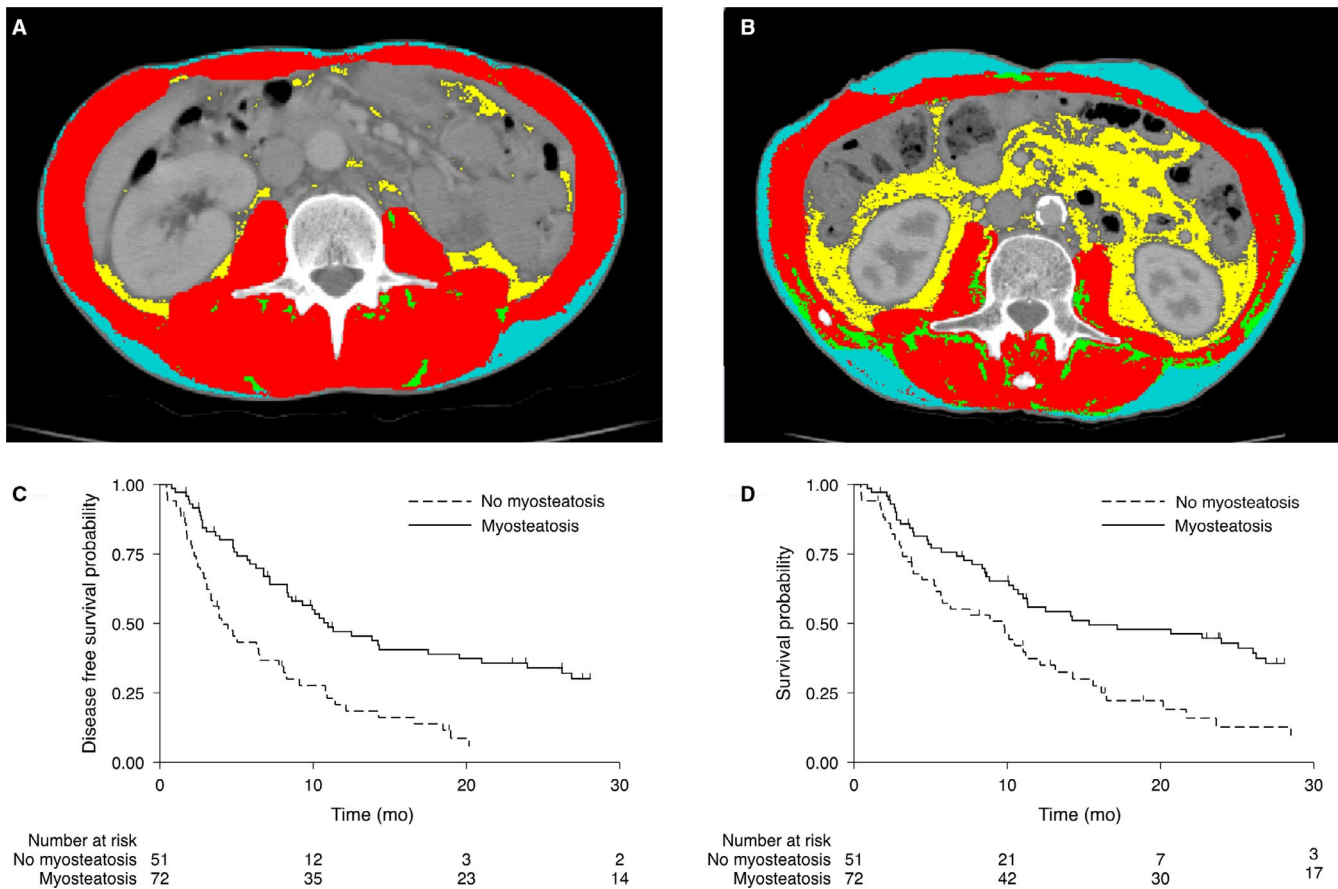 A
B
C
1.00
0.75
0.50
0.25
0.00
Disease free survival probability
No myosteatosis
Myosteatosis
0 10 20 30
Time (mo)
Number at risk
No myosteatosis 51 12 3 2
Myosteatosis 72 35 23 14
D
1.00
0.75
0.50
0.25
0.00
Survival probability
No myosteatosis
Myosteatosis
0 10 20 30
Time (mo)
Number at risk
No myosteatosis 51 21 7 3
Myosteatosis 72 42 30 17